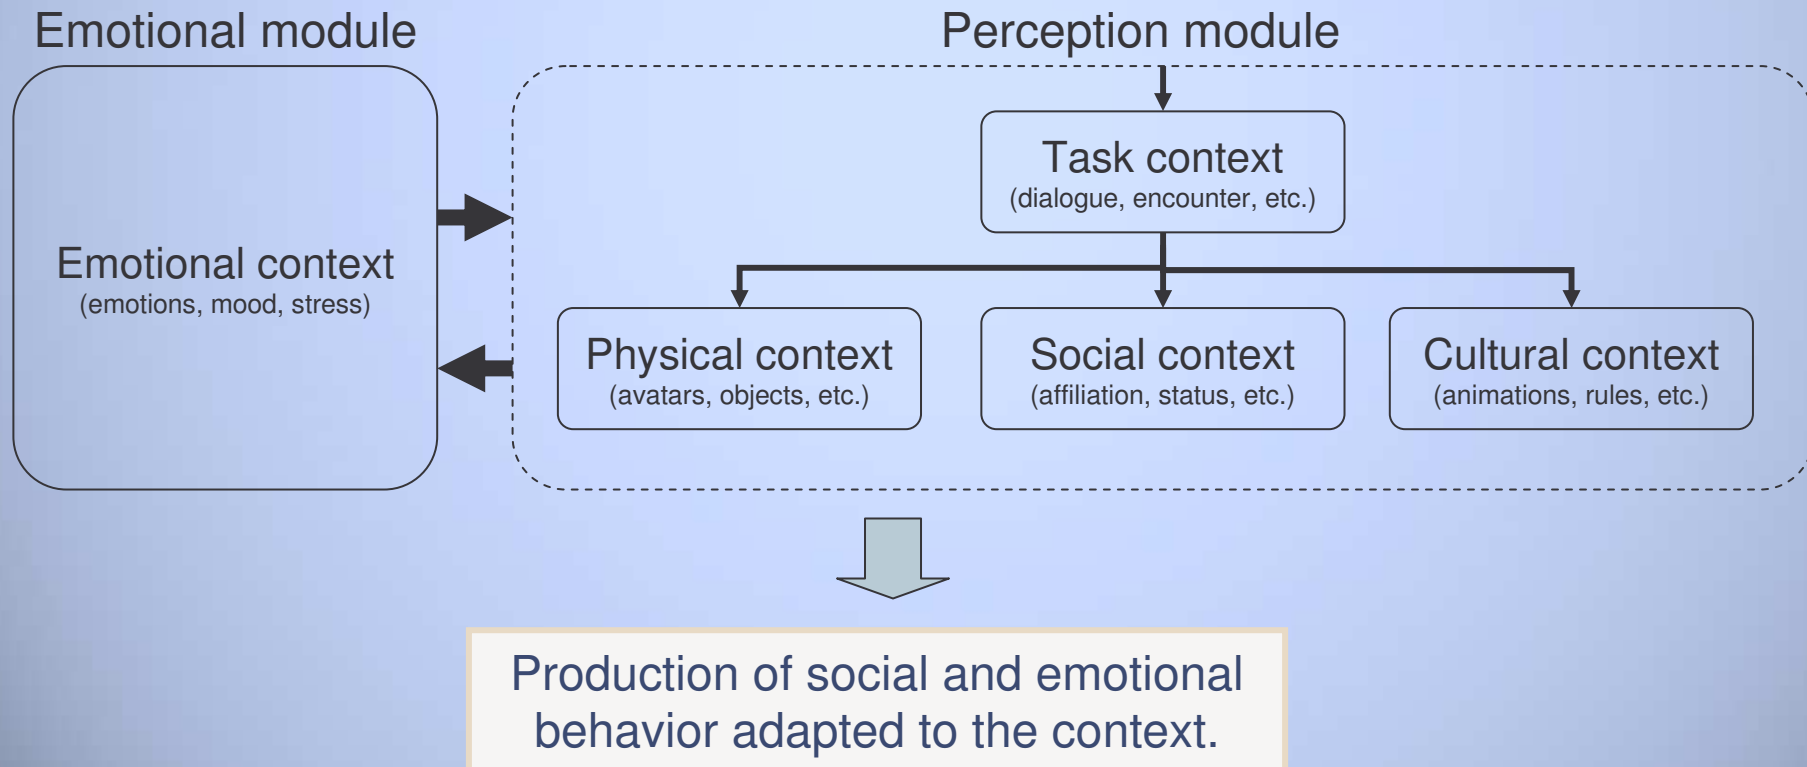 Emotional module
Perception module
Task context
(dialogue, encounter, etc.)
Emotional context
(emotions, mood, stress)
Physical context
(avatars, objects, etc.)
Social context
(affiliation, status, etc.)
Cultural context
(animations, rules, etc.)
Production of social and emotional
behavior adapted to the context.